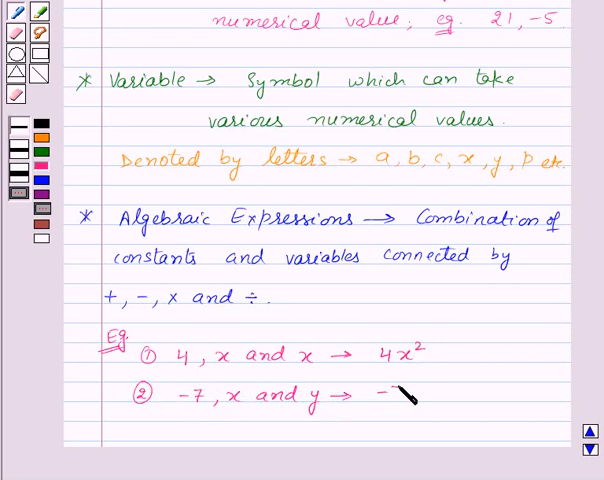 numerical value; eg. 21, -5.
* Variable → Symbol which can take
various numerical values.
Denoted by letters → a, b, c, x, y, p etc.
* Algebraic Expressions → Combination of
constants and variables connected by
+, -, × and ÷.
Eg.
① 4, x and x → 4x²
② -7, x and y → -